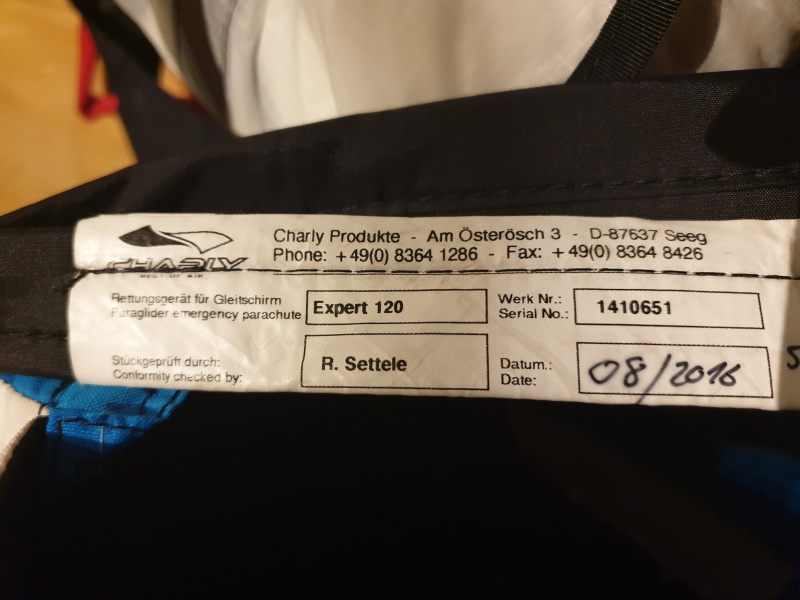 CHARLY
Charly Produkte - Am Österösch 3 - D-87637 Seeg
Phone: +49(0) 8364 1286 - Fax: +49(0) 8364 8426
Rettungsgerät für Gleitschirm
Paraglider emergency parachute
Expert 120
Werk Nr.:
Serial No.:
1410651
Stückgeprüft durch:
Conformity checked by:
R. Settele
Datum.:
Date:
08/2016